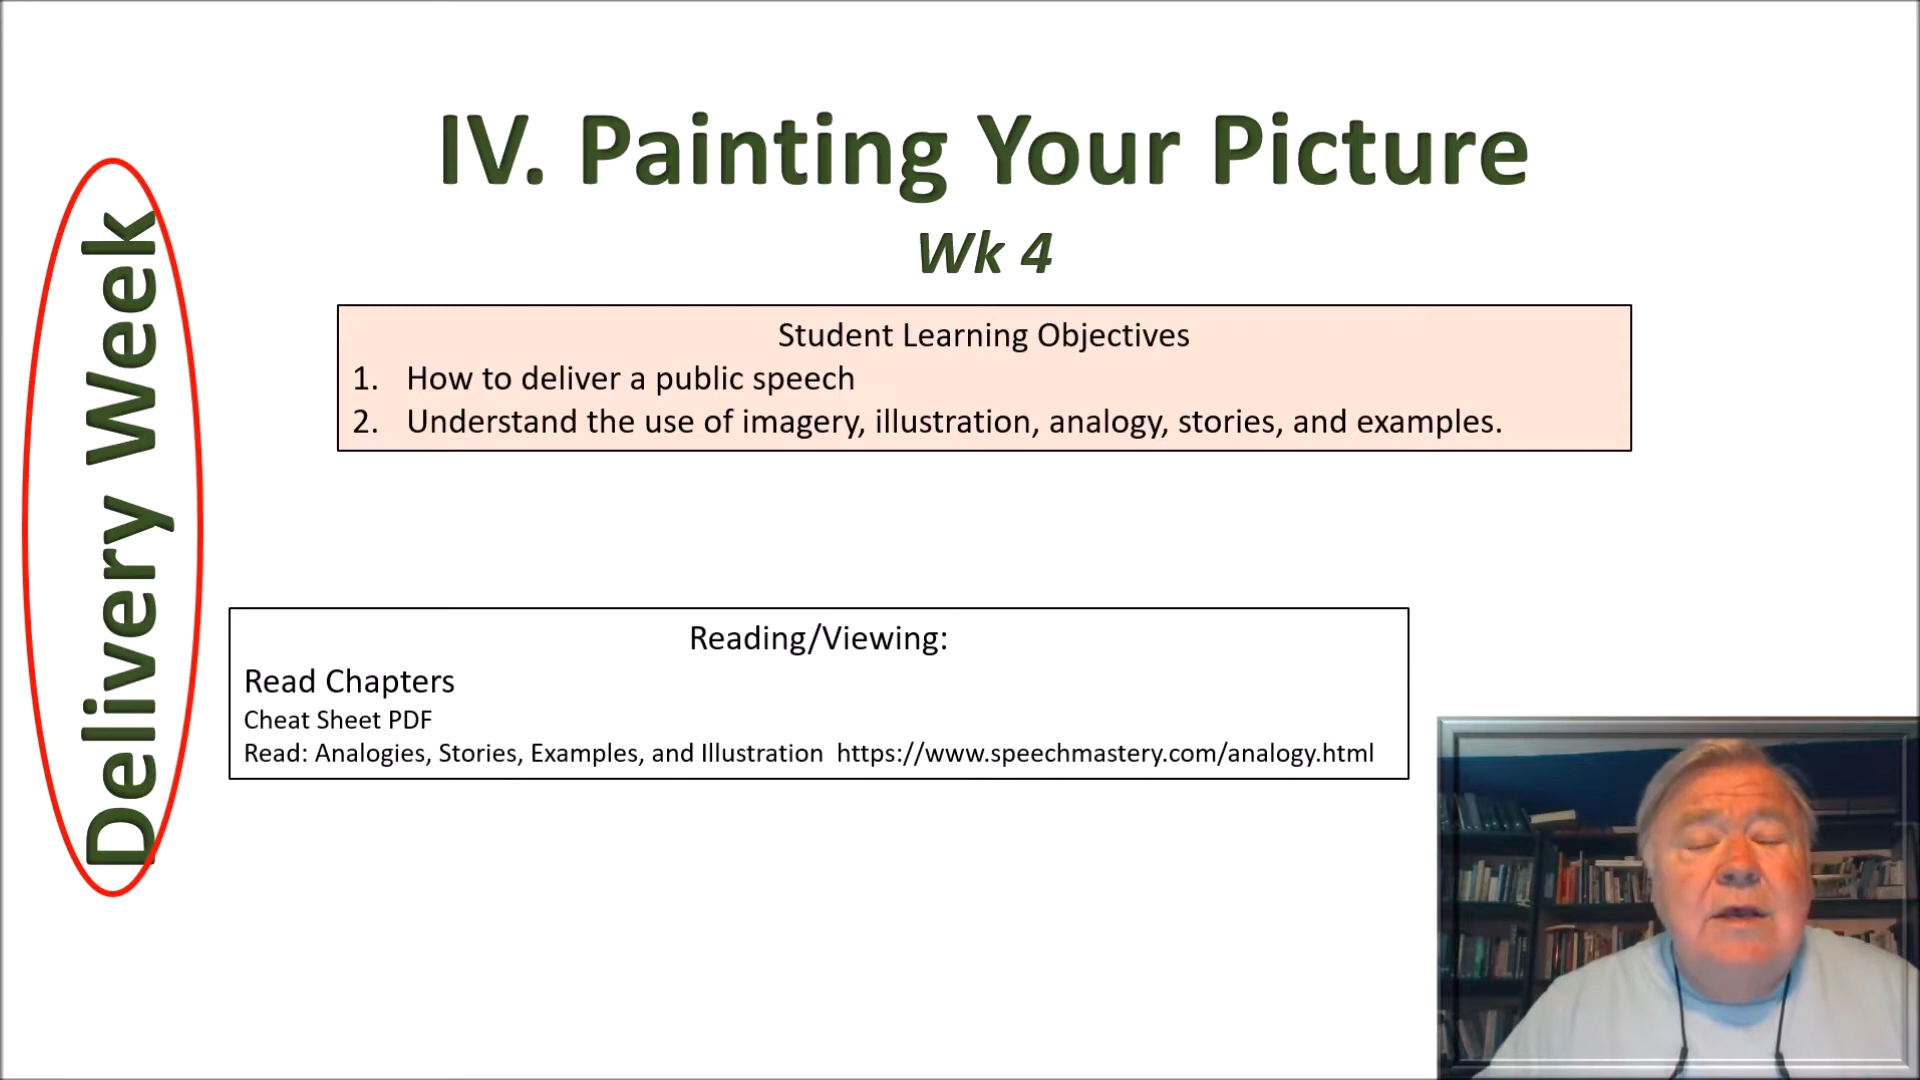 IV. Painting Your Picture
Wk 4
Delivery Week
Student Learning Objectives
1. How to deliver a public speech
2. Understand the use of imagery, illustration, analogy, stories, and examples.
Reading/Viewing:
Read Chapters
Cheat Sheet PDF
Read: Analogies, Stories, Examples, and Illustration https://www.speechmastery.com/analogy.html